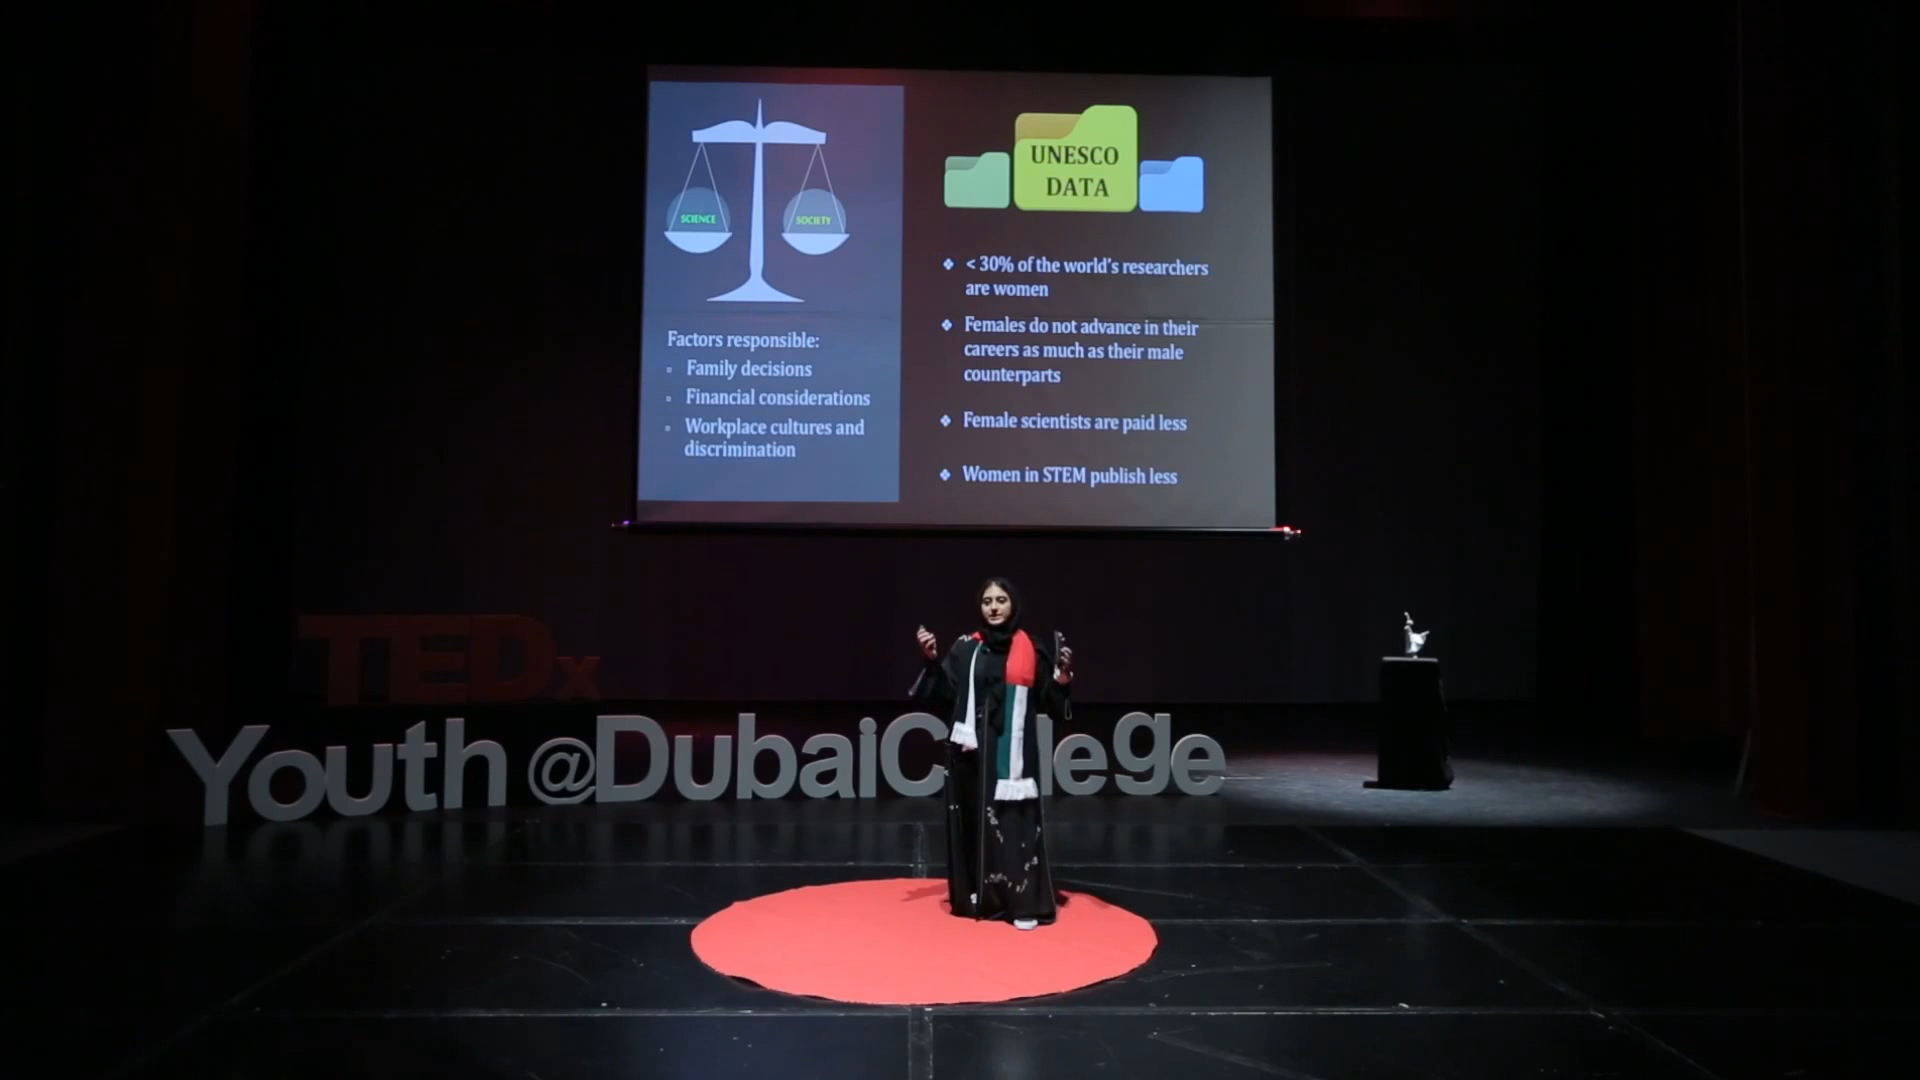 SCIENCE
SOCIETY
Factors responsible:
Family decisions
Financial considerations
Workplace cultures and
discrimination
UNESCO
DATA
< 30% of the world's researchers
are women
Females do not advance in their
careers as much as their male
counterparts
Female scientists are paid less
Women in STEM publish less
TEDx
Youth @DubaiC llege